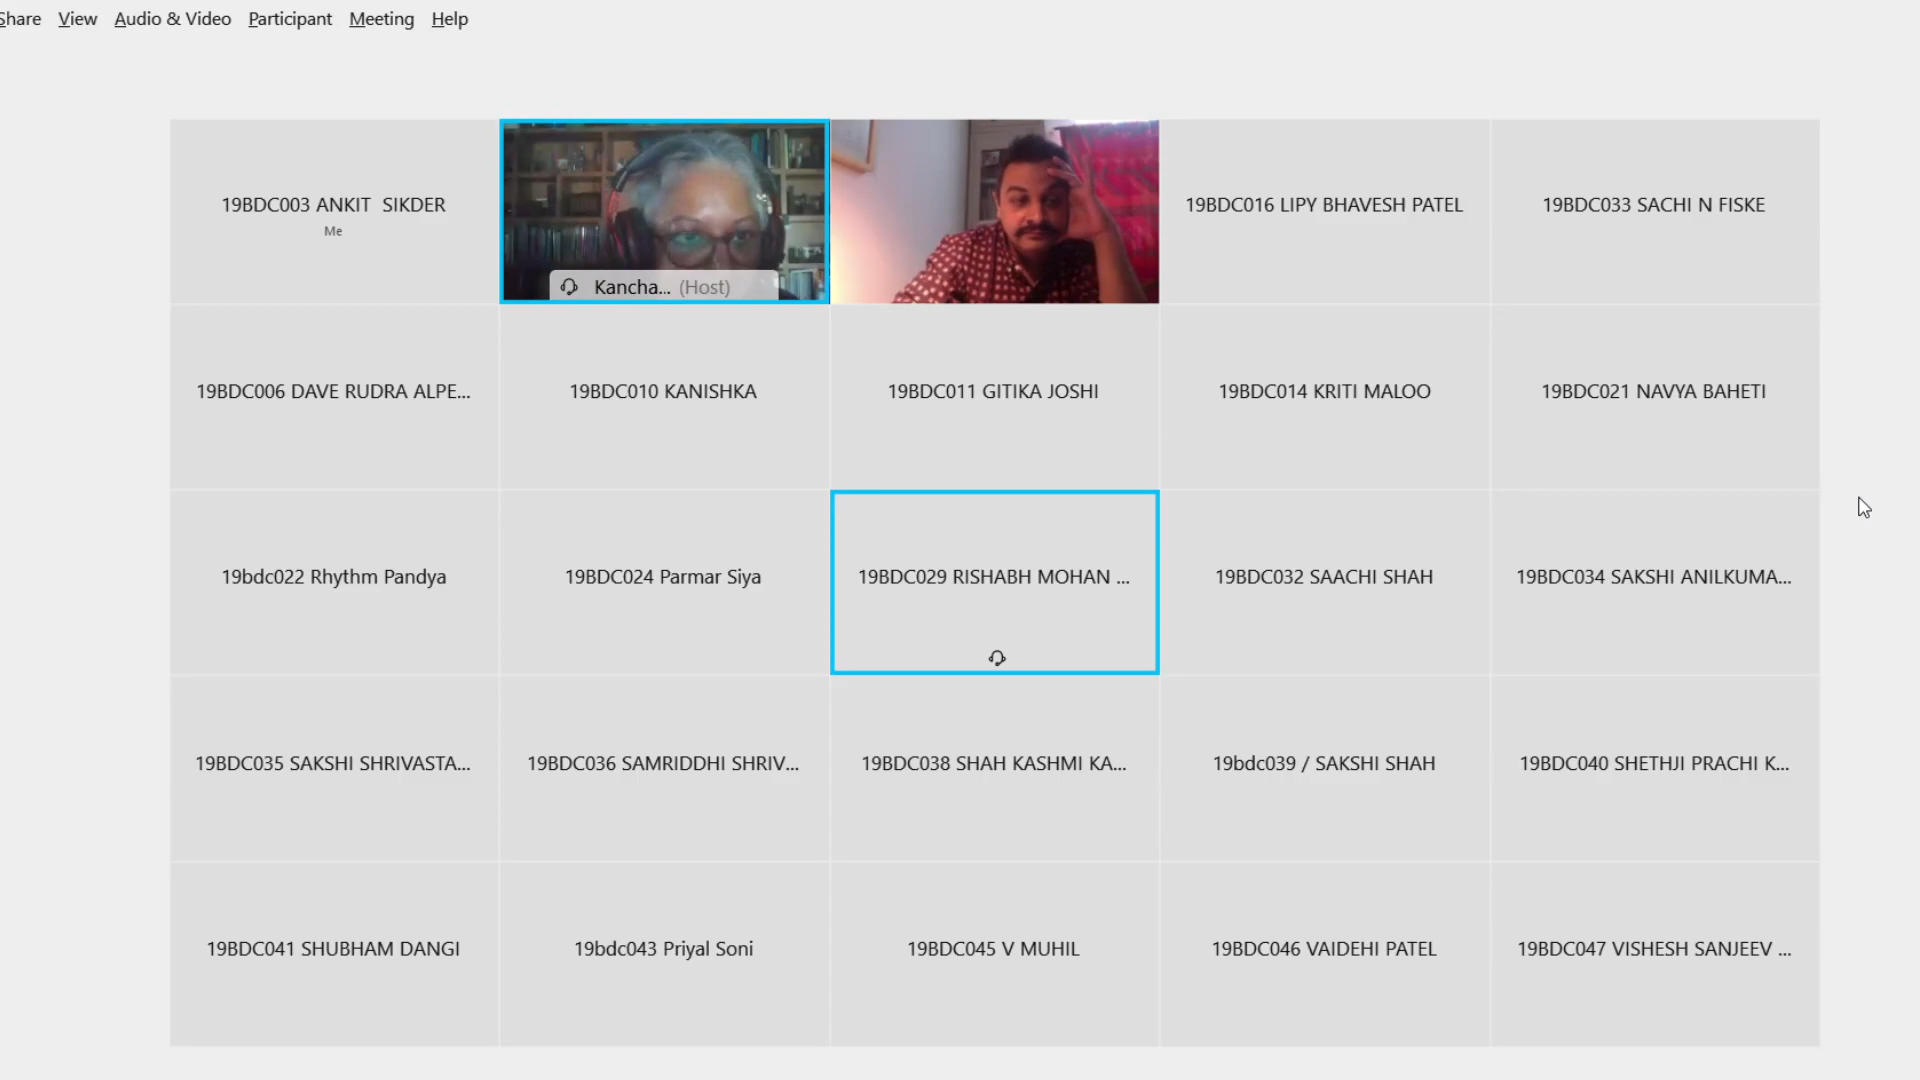 Share View Audio & Video Participant Meeting Help
19BDC003 ANKIT SIKDER
Me
Kancha... (Host)
19BDC016 LIPY BHAVESH PATEL
19BDC033 SACHI N FISKE
19BDC006 DAVE RUDRA ALPE...
19BDC010 KANISHKA
19BDC011 GITIKA JOSHI
19BDC014 KRITI MALOO
19BDC021 NAVYA BAHETI
19bdc022 Rhythm Pandya
19BDC024 Parmar Siya
19BDC029 RISHABH MOHAN ...
19BDC032 SAACHI SHAH
19BDC034 SAKSHI ANILKUMA...
19BDC035 SAKSHI SHRIVASTA...
19BDC036 SAMRIDDHI SHRIV...
19BDC038 SHAH KASHMI KA...
19bdc039 / SAKSHI SHAH
19BDC040 SHETHJI PRACHI K...
19BDC041 SHUBHAM DANGI
19bdc043 Priyal Soni
19BDC045 V MUHIL
19BDC046 VAIDEHI PATEL
19BDC047 VISHESH SANJEEV ...